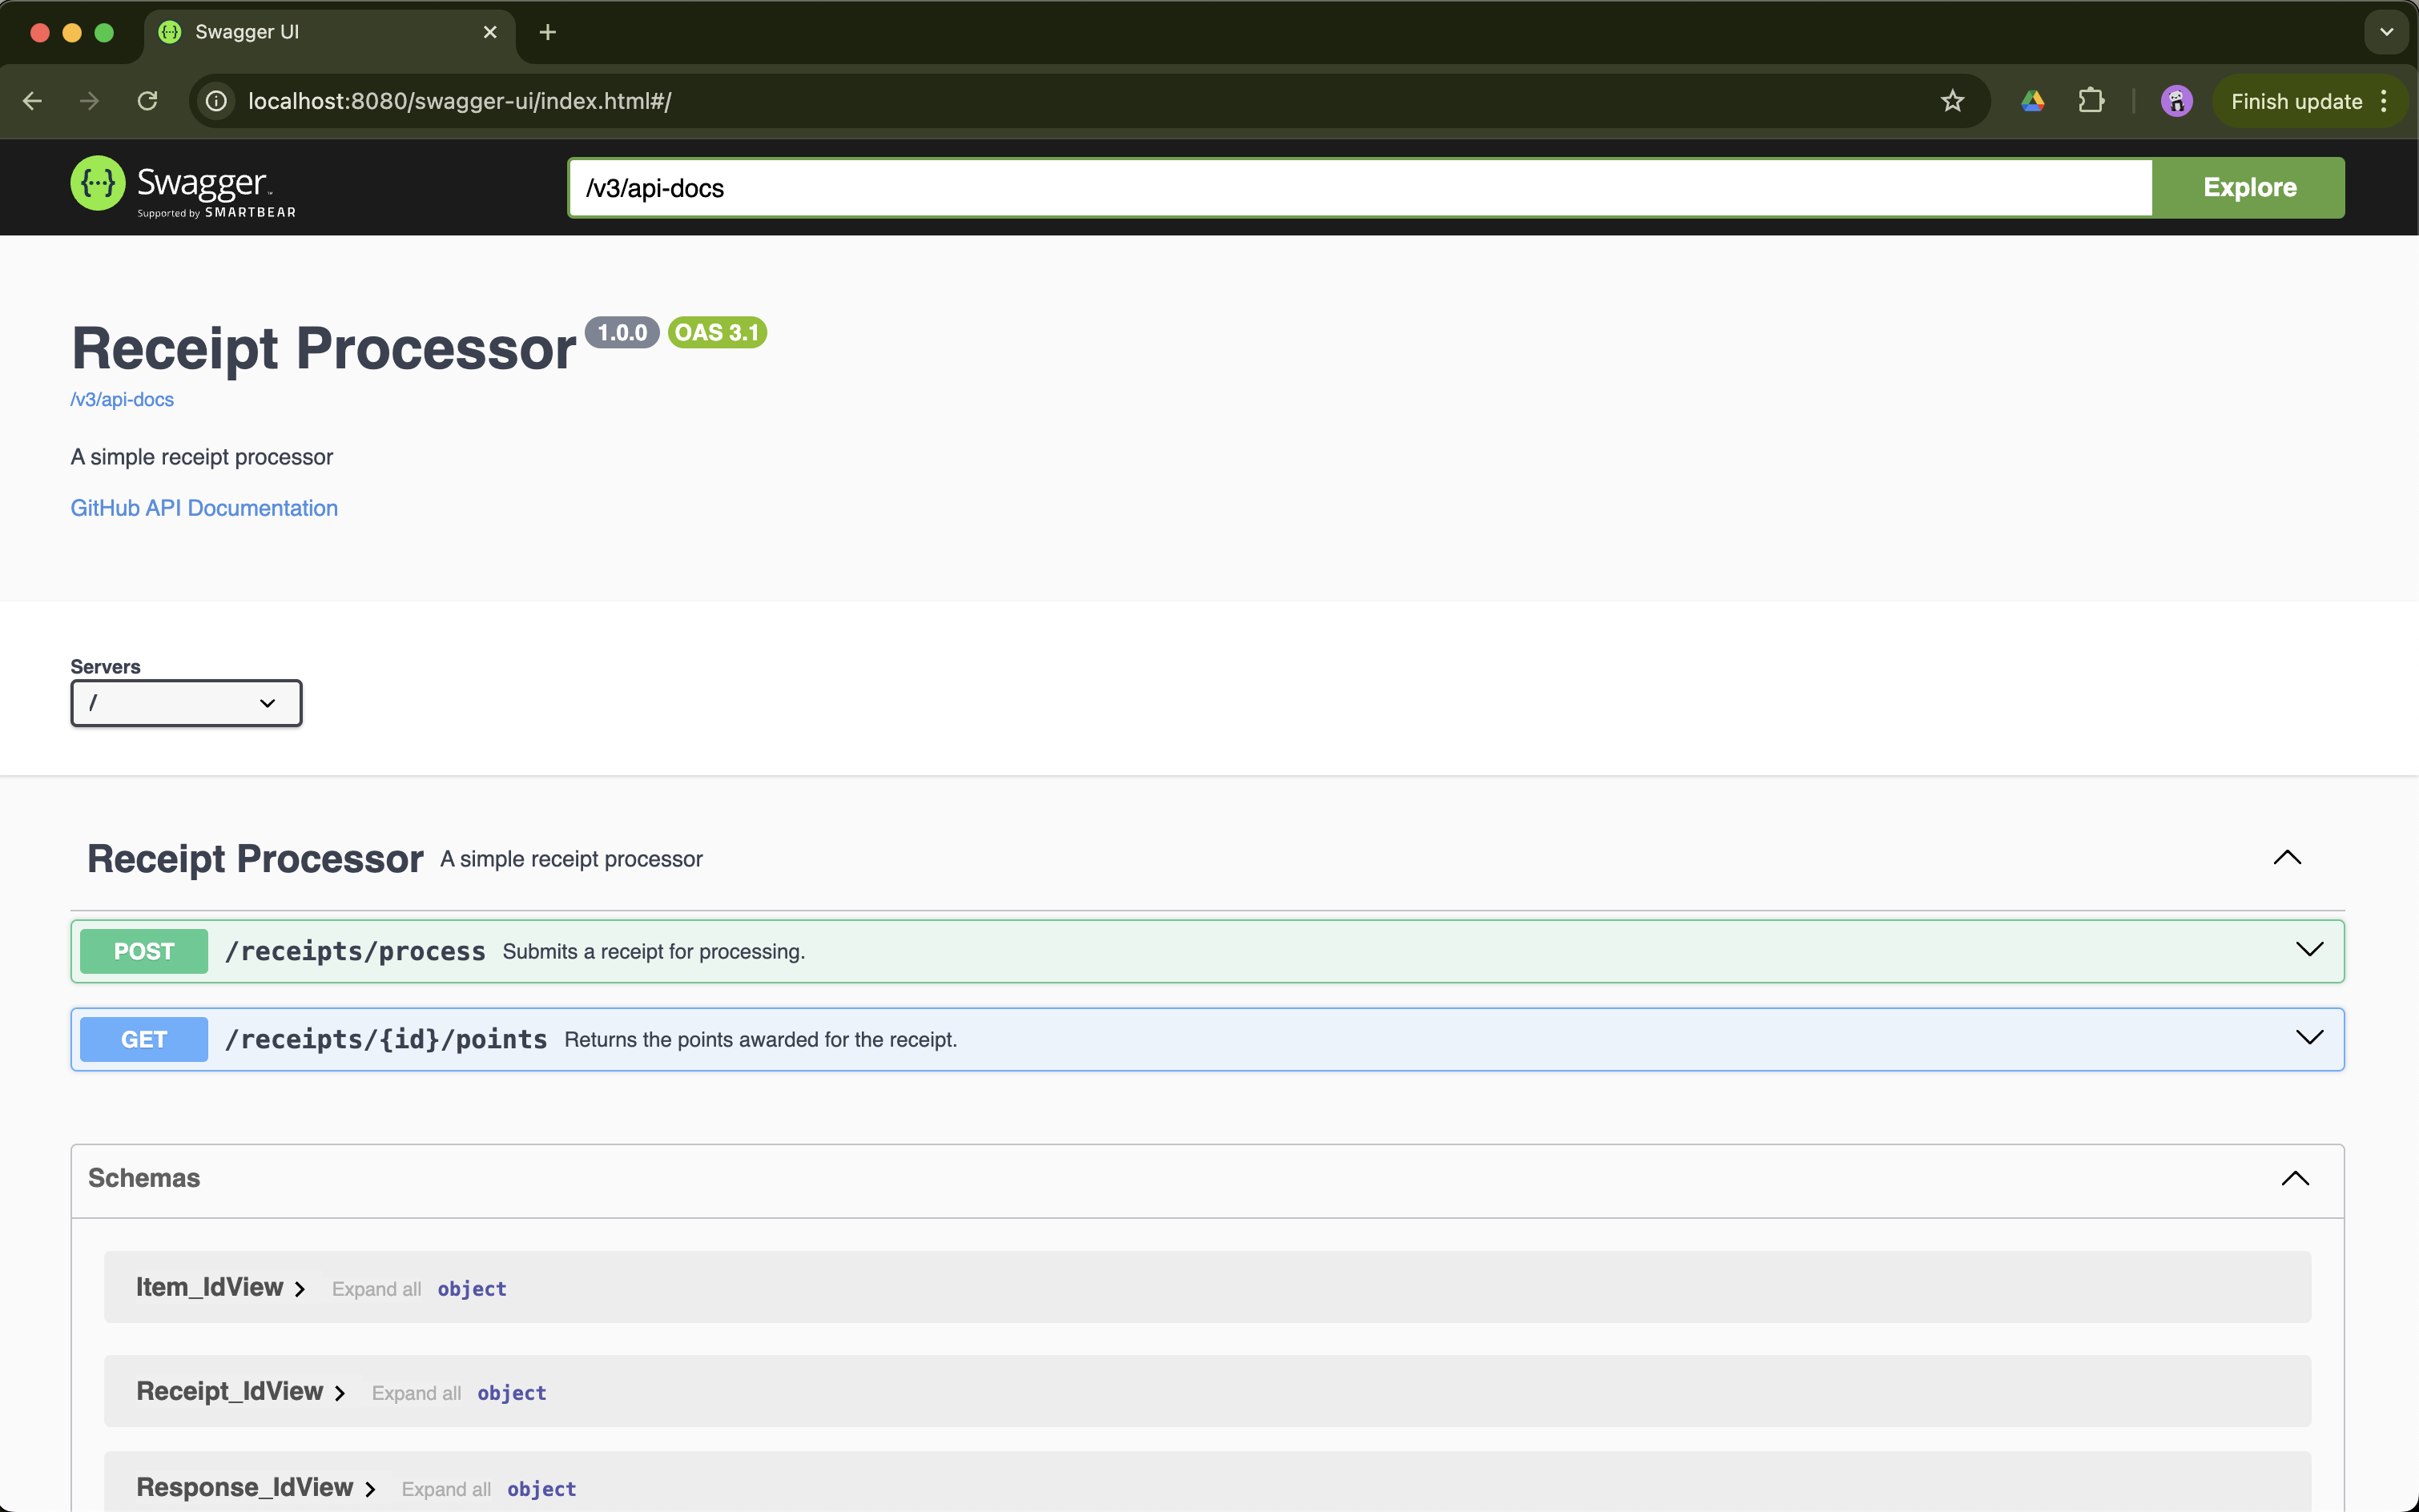 Swagger UI
localhost:8080/swagger-ui/index.html#/
Finish update
{···} Swagger™
Supported by SMARTBEAR
/v3/api-docs
Explore
Receipt Processor 1.0.0 OAS 3.1
/v3/api-docs
A simple receipt processor
GitHub API Documentation
Servers
/
Receipt Processor A simple receipt processor
POST /receipts/process Submits a receipt for processing.
GET /receipts/{id}/points Returns the points awarded for the receipt.
Schemas
Item_IdView Expand all object
Receipt_IdView Expand all object
Response_IdView Expand all object